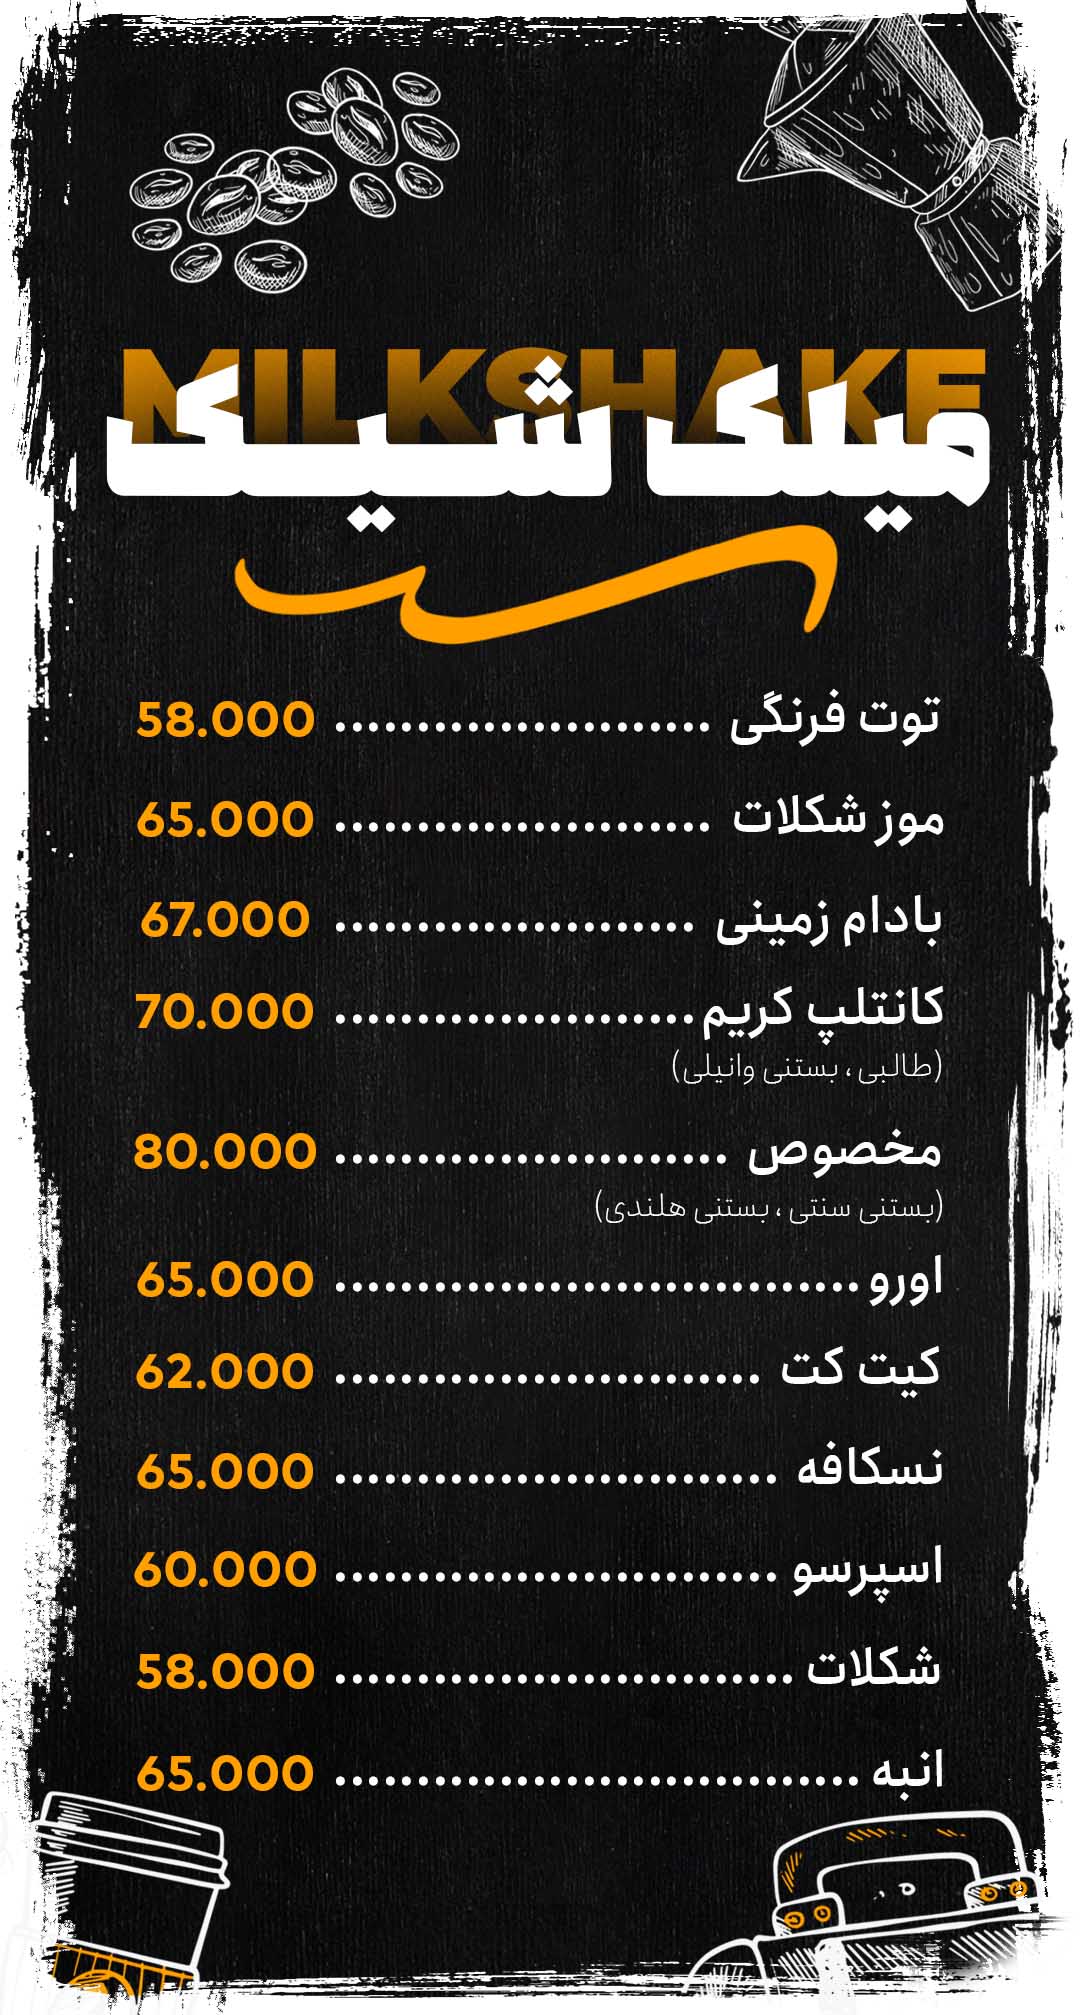 MILKSHAKE
میلک شیک
توت فرنگی ....................... 58.000
موز شکلات ....................... 65.000
بادام زمینی ...................... 67.000
کانتلپ کریم ...................... 70.000
(طالبی ، بستنی وانیلی)
مخصوص ........................ 80.000
(بستنی سنتی ، بستنی هلندی)
اورو ................................ 65.000
کیت کت .......................... 62.000
نسکافه ........................... 65.000
اسپرسو ........................... 60.000
شکلات ............................ 58.000
انبه ................................ 65.000